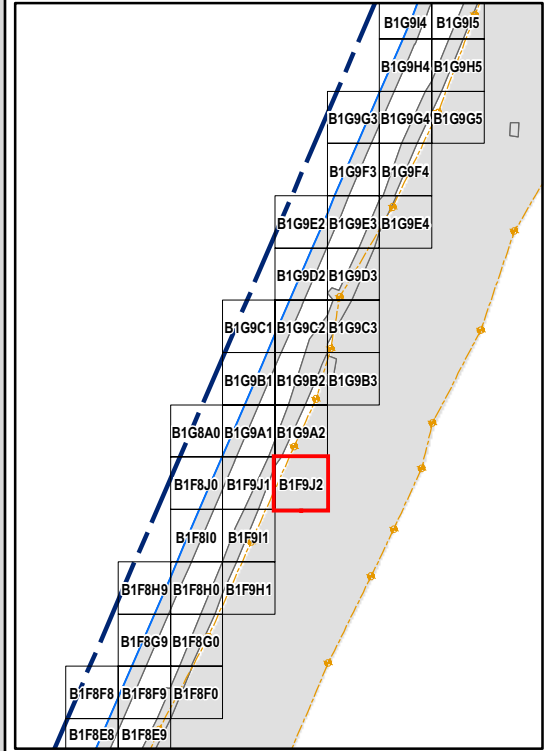 B1G9I4 B1G9I5
B1G9H4 B1G9H5
B1G9G3 B1G9G4 B1G9G5
B1G9F3 B1G9F4
B1G9E2 B1G9E3 B1G9E4
B1G9D2 B1G9D3
B1G9C1 B1G9C2 B1G9C3
B1G9B1 B1G9B2 B1G9B3
B1G8A0 B1G9A1 B1G9A2
B1F8J0 B1F9J1 B1F9J2
B1F8I0 B1F9I1
B1F8H9 B1F8H0 B1F9H1
B1F8G9 B1F8G0
B1F8F8 B1F8F9 B1F8F0
B1F8E8 B1F8E9